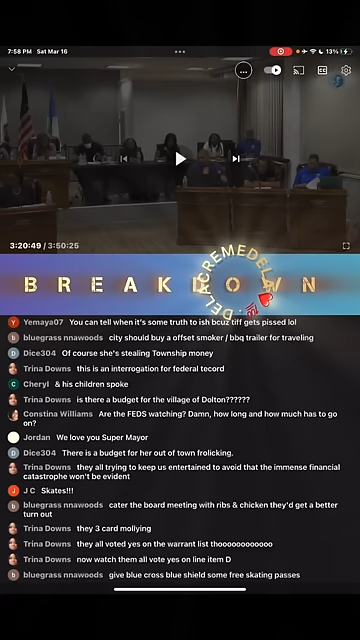 7:58 PM Sat Mar 16
13%
3:20:49 / 3:50:25
BREAKDOWN
DELACREMEDELA
Yemaya07 You can tell when it's some truth to ish bcuz tiff gets pissed lol
bluegrass nnawoods city should buy a offset smoker / bbq trailer for traveling
Dice304 Of course she's stealing Township money
Trina Downs this is an interrogation for federal tecord
C Cheryl & his children spoke
Trina Downs is there a budget for the village of Dolton??????
Constina Williams Are the FEDS watching? Damn, how long and how much has to go
on?
Jordan We love you Super Mayor
D Dice304 There is a budget for her out of town frolicking.
Trina Downs they all trying to keep us entertained to avoid that the immense financial
catastrophe won't be evident
J J C Skates!!!
b bluegrass nnawoods cater the board meeting with ribs & chicken they'd get a better
turn out
Trina Downs they 3 card mollying
Trina Downs they all voted yes on the warrant list thooooooooooo
Trina Downs now watch them all vote yes on line item D
b bluegrass nnawoods give blue cross blue shield some free skating passes